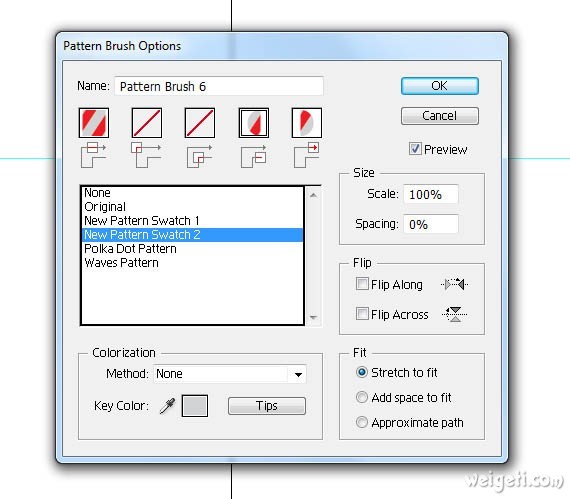 Pattern Brush Options
Name: Pattern Brush 6
OK
Cancel
Preview
None
Original
New Pattern Swatch 1
New Pattern Swatch 2
Polka Dot Pattern
Waves Pattern
Size
Scale: 100%
Spacing: 0%
Flip
Flip Along
Flip Across
Colorization
Method: None
Key Color:
Tips
Fit
Stretch to fit
Add space to fit
Approximate path
weigeti.com